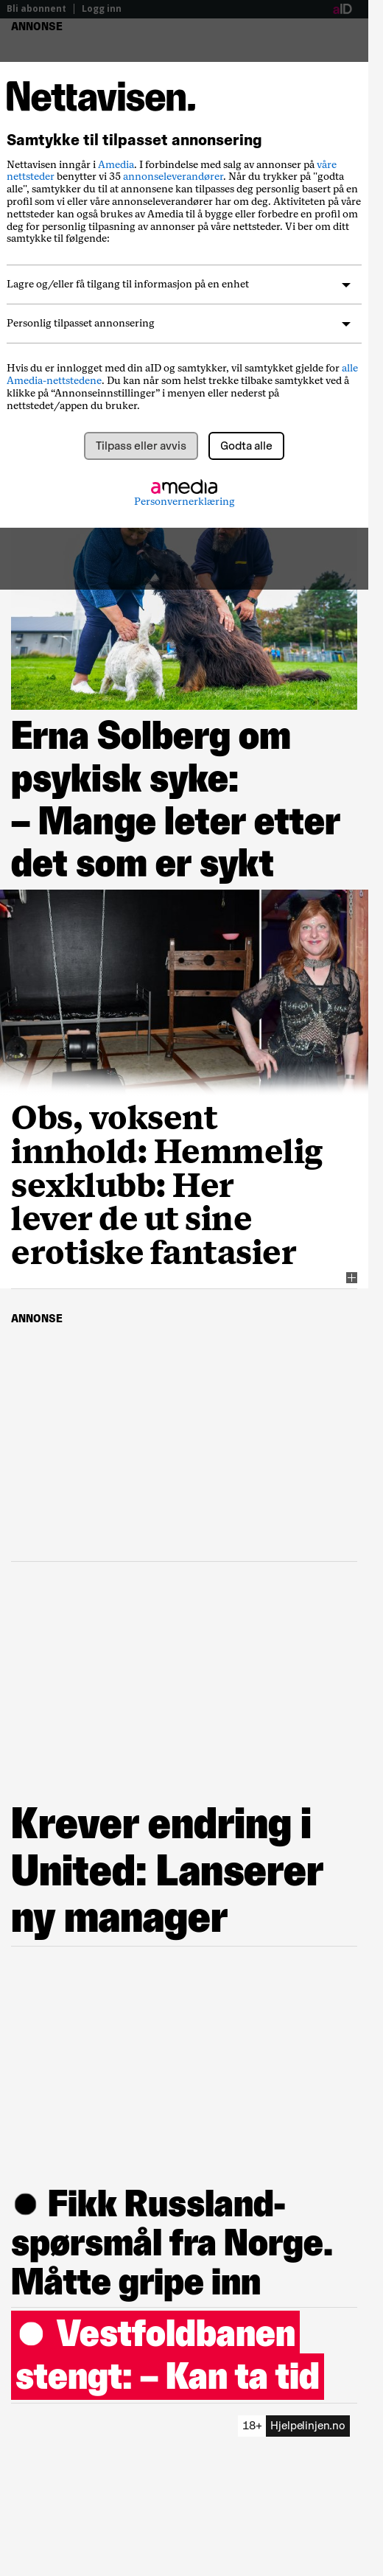 Bli abonnent | Logg inn
aID
ANNONSE
Nettavisen.
Samtykke til tilpasset annonsering
Nettavisen inngår i Amedia. I forbindelse med salg av annonser på våre
nettsteder benytter vi 35 annonseleverandører. Når du trykker på "godta
alle", samtykker du til at annonsene kan tilpasses deg personlig basert på en
profil som vi eller våre annonseleverandører har om deg. Aktiviteten på våre
nettsteder kan også brukes av Amedia til å bygge eller forbedre en profil om
deg for personlig tilpasning av annonser på våre nettsteder. Vi ber om ditt
samtykke til følgende:
Lagre og/eller få tilgang til informasjon på en enhet
Personlig tilpasset annonsering
Hvis du er innlogget med din aID og samtykker, vil samtykket gjelde for alle
Amedia-nettstedene. Du kan når som helst trekke tilbake samtykket ved å
klikke på “Annonseinnstillinger” i menyen eller nederst på
nettstedet/appen du bruker.
Tilpass eller avvis
Godta alle
amedia
Personvernerklæring
Erna Solberg om
psykisk syke:
– Mange leter etter
det som er sykt
Obs, voksent
innhold: Hemmelig
sexklubb: Her
lever de ut sine
erotiske fantasier
ANNONSE
Krever endring i
United: Lanserer
ny manager
● Fikk Russland-
spørsmål fra Norge.
Måtte gripe inn
● Vestfoldbanen
stengt: – Kan ta tid
18+ Hjelpelinjen.no